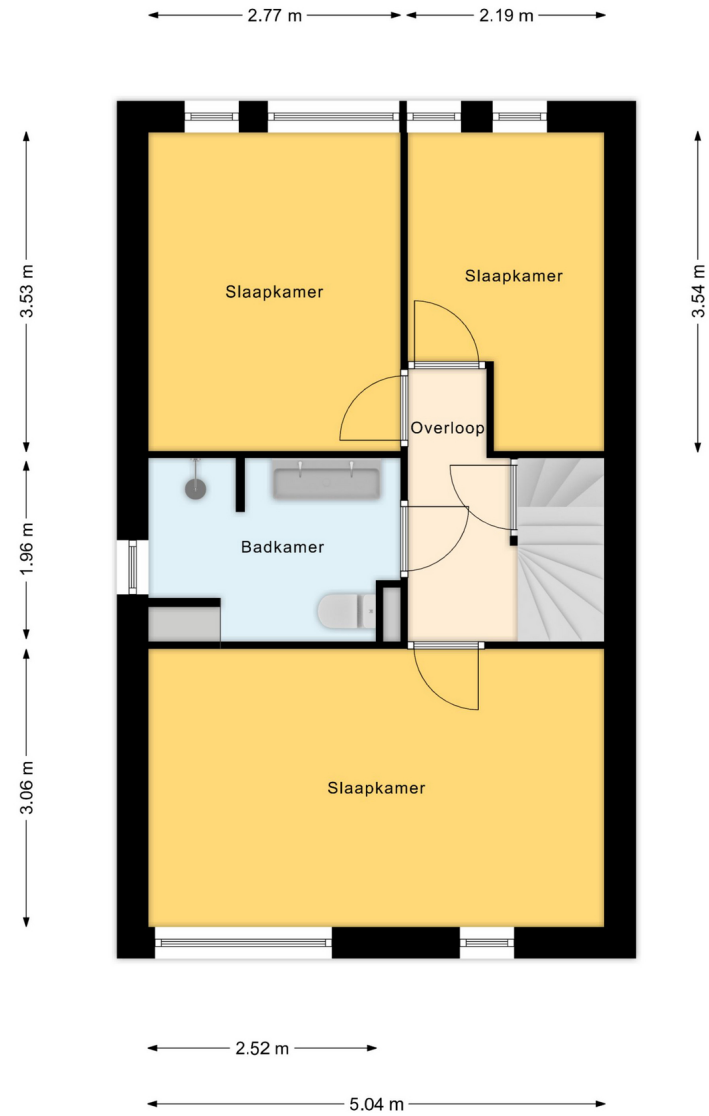 2.77 m
2.19 m
3.53 m
3.54 m
Slaapkamer
Slaapkamer
Overloop
1.96 m
Badkamer
3.06 m
Slaapkamer
2.52 m
5.04 m